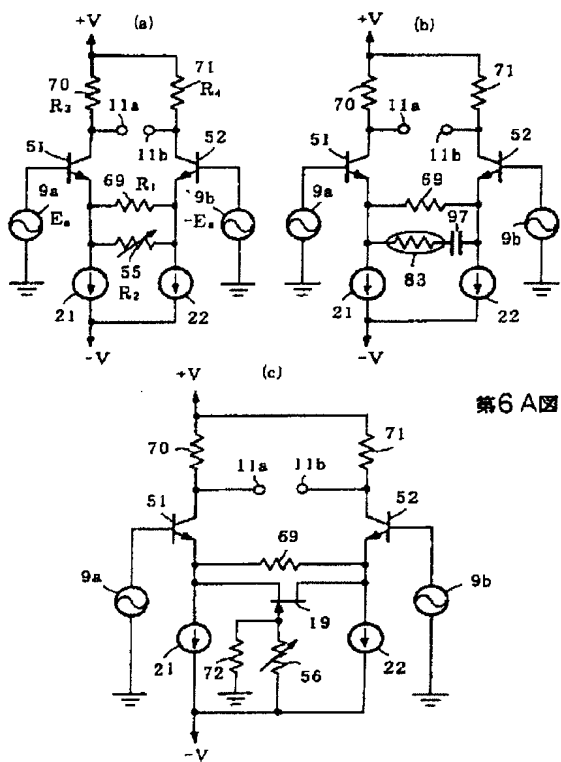 +V
(a)
70
R₃
71
R₄
11a
51
11b
52
69
R₁
9a
Eₐ
9b
-Eₐ
55
R₂
21
22
-V
+V
(b)
70
71
11a
51
11b
52
9a
69
97
9b
83
21
22
-V
(c)
+V
70
71
11a
11b
51
52
69
9a
9b
19
21
72
56
22
-V
第6A図